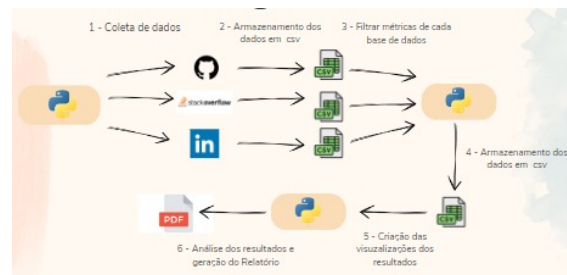 1 - Coleta de dados
2 - Armazenamento dos
dados em csv
3 - Filtrar métricas de cada
base de dados
stackoverflow
in
CSV
CSV
CSV
4 - Armazenamento dos
dados em csv
CSV
PDF
5 - Criação das
visuzalizações dos
resultados
6 - Análise dos resultados e
geração do Relatório